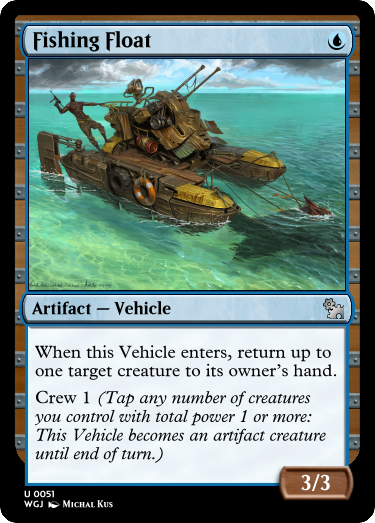 Fishing Float
Artifact — Vehicle
When this Vehicle enters, return up to
one target creature to its owner's hand.
Crew 1 (Tap any number of creatures
you control with total power 1 or more:
This Vehicle becomes an artifact creature
until end of turn.)
3/3
U 0051
WGJ Michal Kus